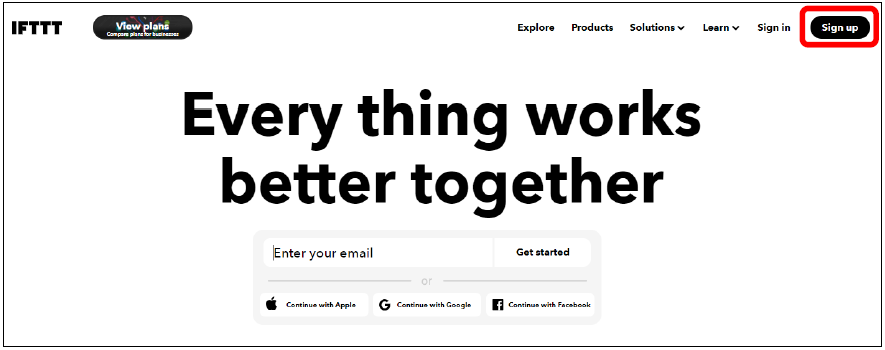 IFTTT
View plans
Compare plans for businesses
Explore Products Solutions Learn Sign in Sign up
Every thing works
better together
Enter your email Get started
or
Continue with Apple Continue with Google Continue with Facebook